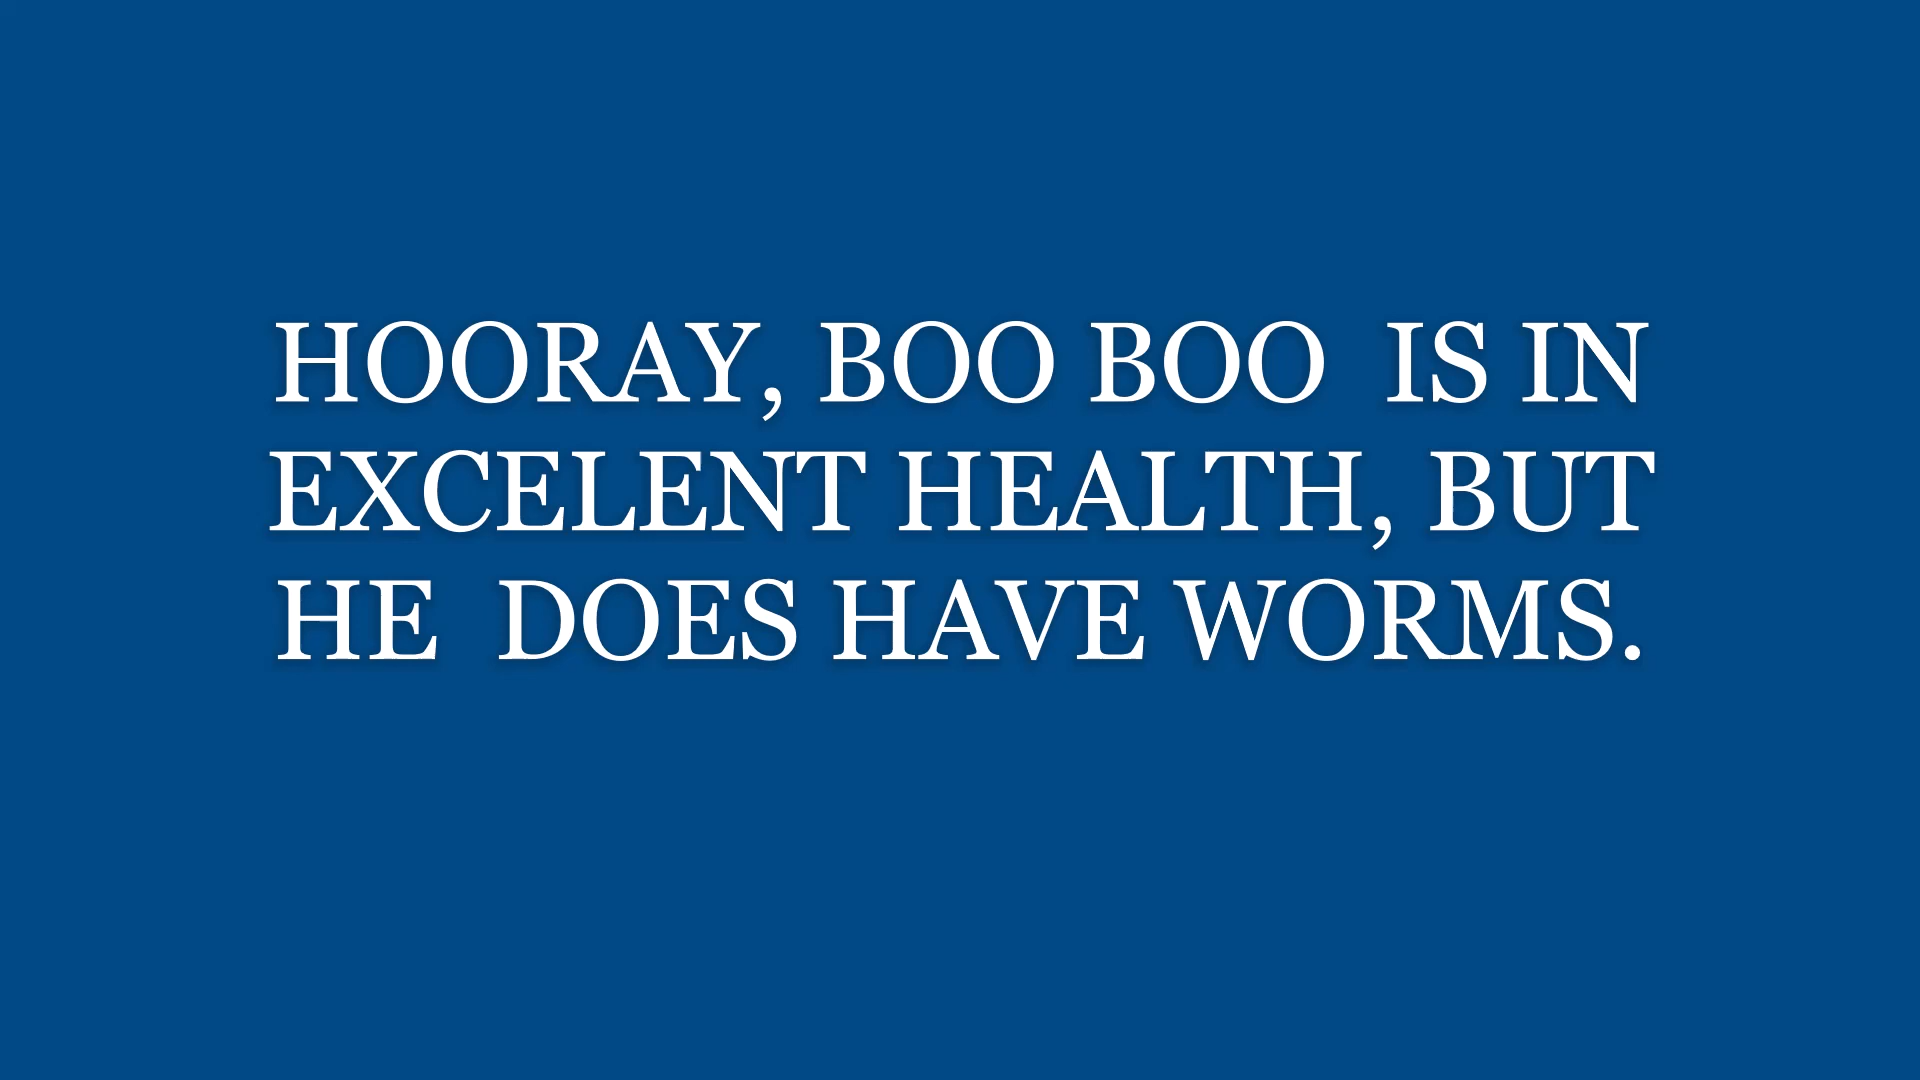 HOORAY, BOO BOO  IS IN
EXCELENT HEALTH, BUT
HE  DOES HAVE WORMS.